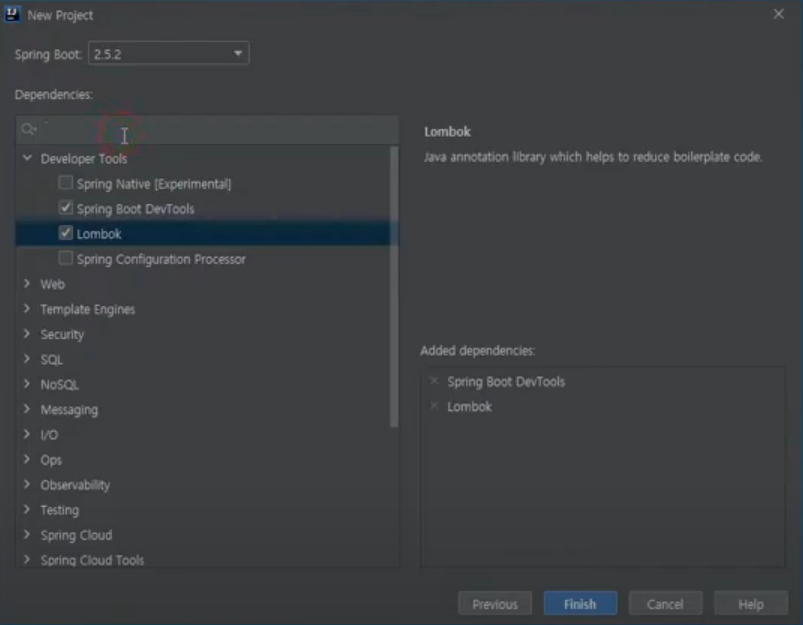 New Project
Spring Boot: 2.5.2
Dependencies:
Developer Tools
Spring Native [Experimental]
Spring Boot DevTools
Lombok
Spring Configuration Processor
Web
Template Engines
Security
SQL
NoSQL
Messaging
I/O
Ops
Observability
Testing
Spring Cloud
Spring Cloud Tools
Lombok
Java annotation library which helps to reduce boilerplate code.
Added dependencies:
Spring Boot DevTools
Lombok
Previous
Finish
Cancel
Help